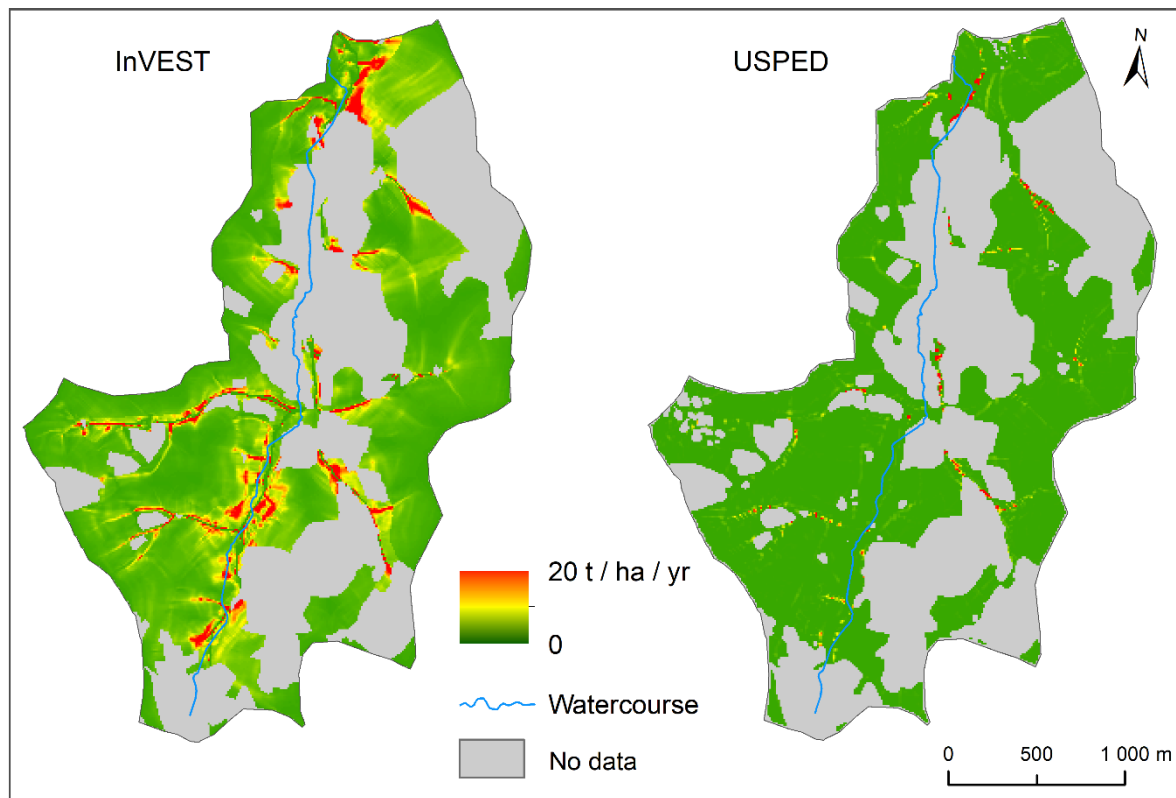 InVEST
USPED
N
20 t / ha / yr
0
Watercourse
No data
0 500 1 000 m